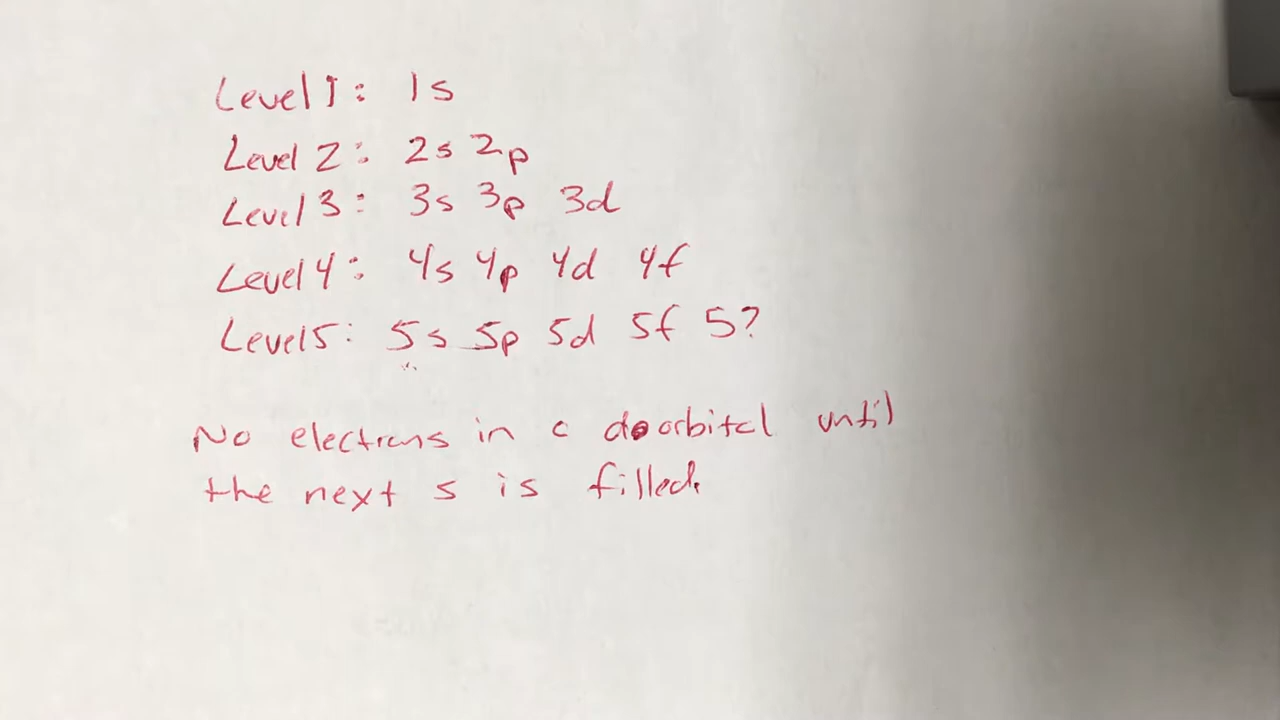 Level 1: 1s
Level 2: 2s 2p
Level 3: 3s 3p 3d
Level 4: 4s 4p 4d 4f
Level 5: 5s 5p 5d 5f 5?
No electrons in a d orbital until
the next s is filled.